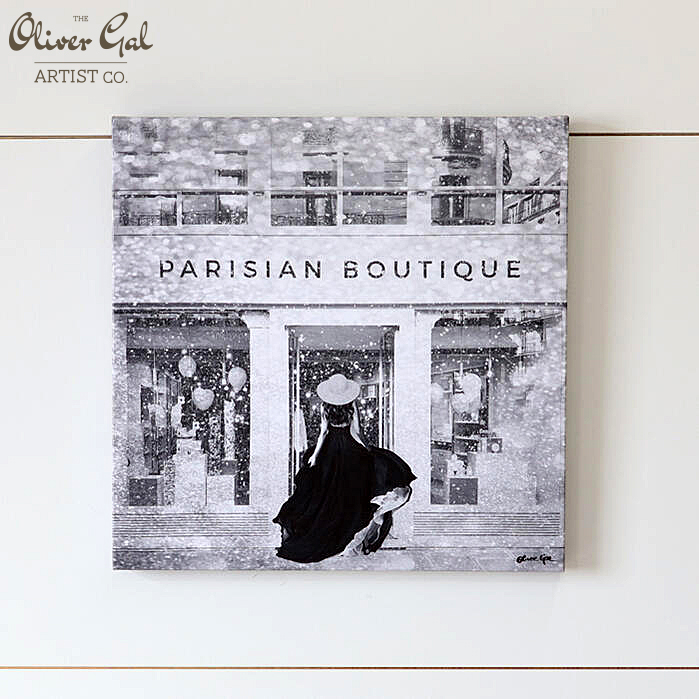 THE
Oliver Gal
ARTIST CO.
PARISIAN BOUTIQUE
Oliver Gal